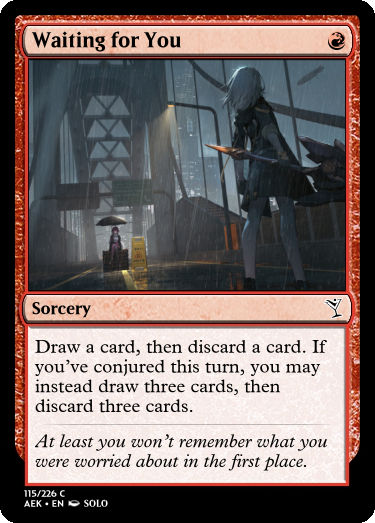 Waiting for You
Sorcery
Draw a card, then discard a card. If
you've conjured this turn, you may
instead draw three cards, then
discard three cards.
At least you won't remember what you
were worried about in the first place.
115/226 C
AEK • EN SOLO